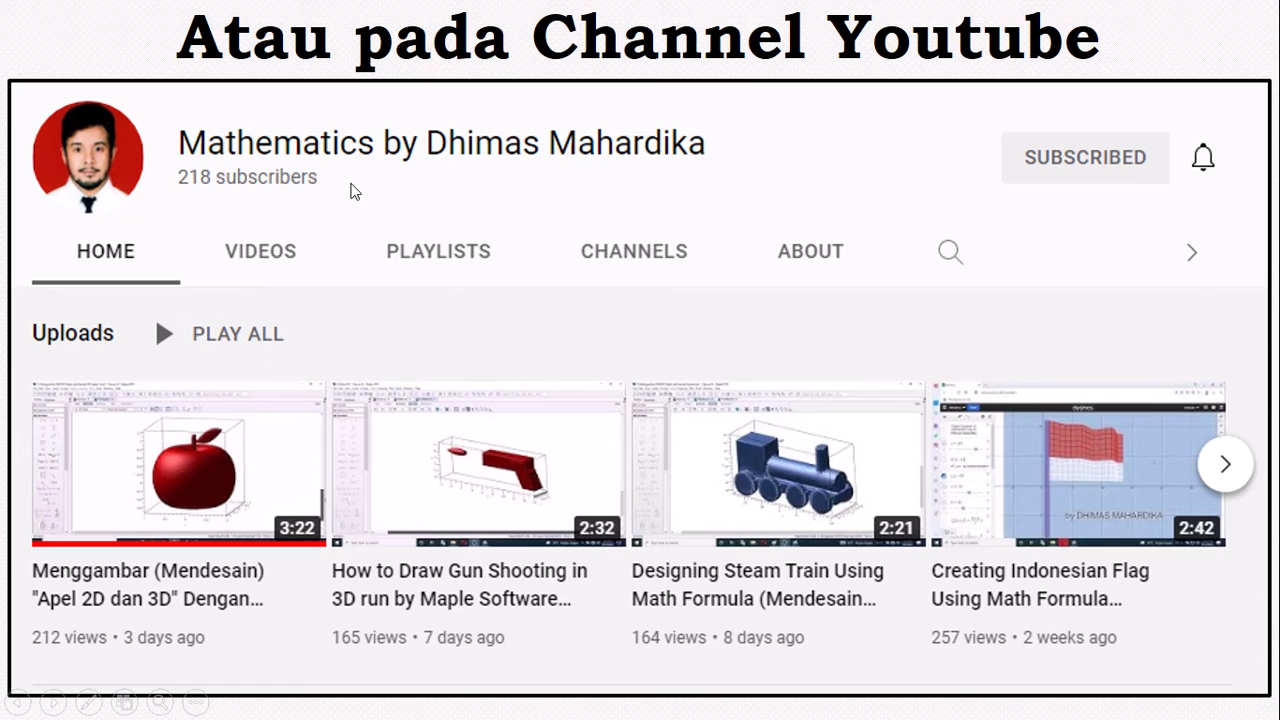 Atau pada Channel Youtube
Mathematics by Dhimas Mahardika
218 subscribers
SUBSCRIBED
HOME VIDEOS PLAYLISTS CHANNELS ABOUT
Uploads PLAY ALL
by DHIMAS MAHARDIKA
3:22 2:32 2:21 2:42
Menggambar (Mendesain) "Apel 2D dan 3D" Dengan...
How to Draw Gun Shooting in 3D run by Maple Software...
Designing Steam Train Using Math Formula (Mendesain...
Creating Indonesian Flag Using Math Formula...
212 views • 3 days ago
165 views • 7 days ago
164 views • 8 days ago
257 views • 2 weeks ago